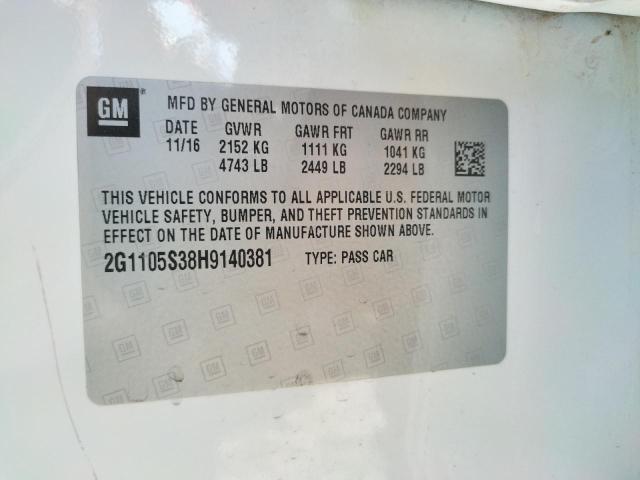 GM ®
MFD BY GENERAL MOTORS OF CANADA COMPANY
DATE GVWR GAWR FRT GAWR RR
11/16 2152 KG 1111 KG 1041 KG
4743 LB 2449 LB 2294 LB
THIS VEHICLE CONFORMS TO ALL APPLICABLE U.S. FEDERAL MOTOR
VEHICLE SAFETY, BUMPER, AND THEFT PREVENTION STANDARDS IN
EFFECT ON THE DATE OF MANUFACTURE SHOWN ABOVE.
2G1105S38H9140381 TYPE: PASS CAR